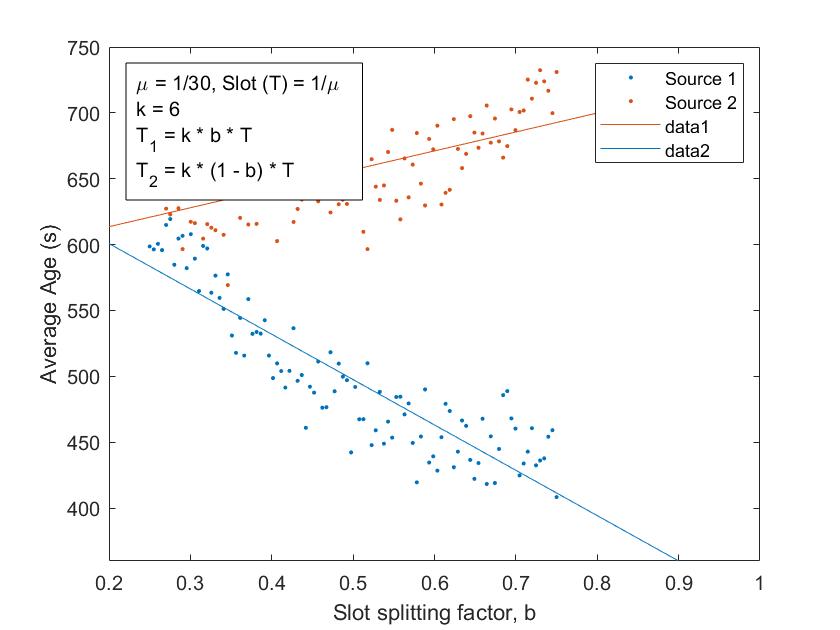 750
700
650
600
550
500
450
400
Average Age (s)
μ = 1/30, Slot (T) = 1/μ
k = 6
T₁ = k * b * T
T₂ = k * (1 - b) * T
Source 1
Source 2
data1
data2
0.2 0.3 0.4 0.5 0.6 0.7 0.8 0.9 1
Slot splitting factor, b